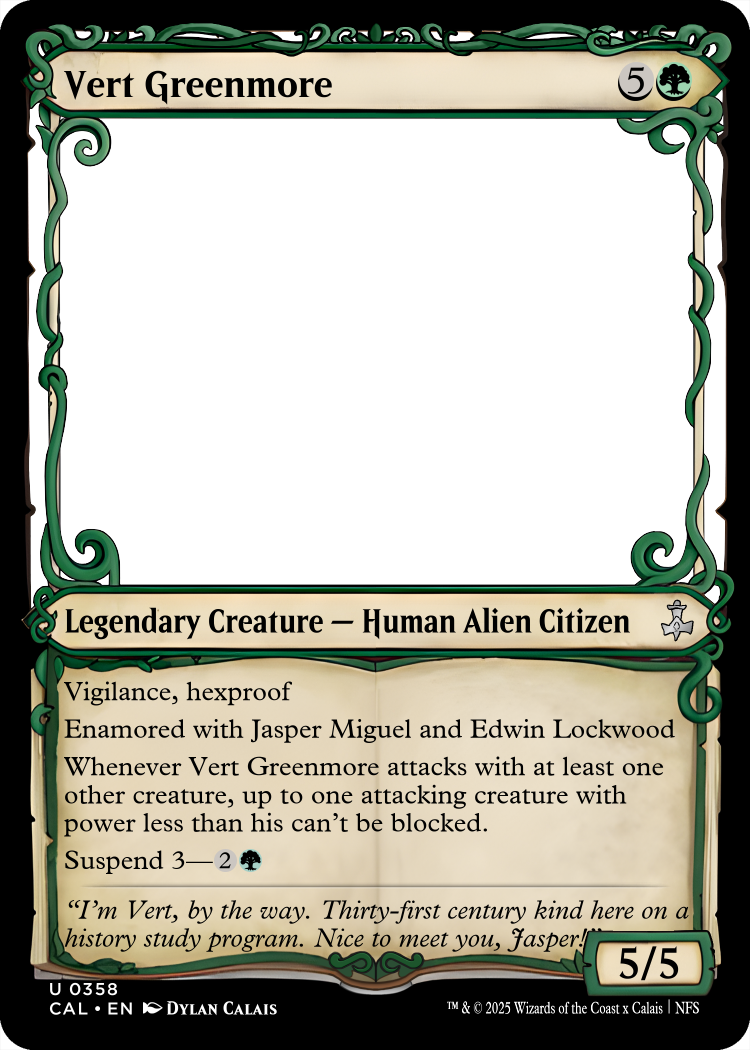 Vert Greenmore 5
Legendary Creature — Human Alien Citizen
Vigilance, hexproof
Enamored with Jasper Miguel and Edwin Lockwood
Whenever Vert Greenmore attacks with at least one
other creature, up to one attacking creature with
power less than his can’t be blocked.
Suspend 3—2
“I’m Vert, by the way. Thirty-first century kind here on a
history study program. Nice to meet you, Jasper!”
5/5
U 0358
CAL • EN DYLAN CALAIS
™ & © 2025 Wizards of the Coast x Calais | NFS